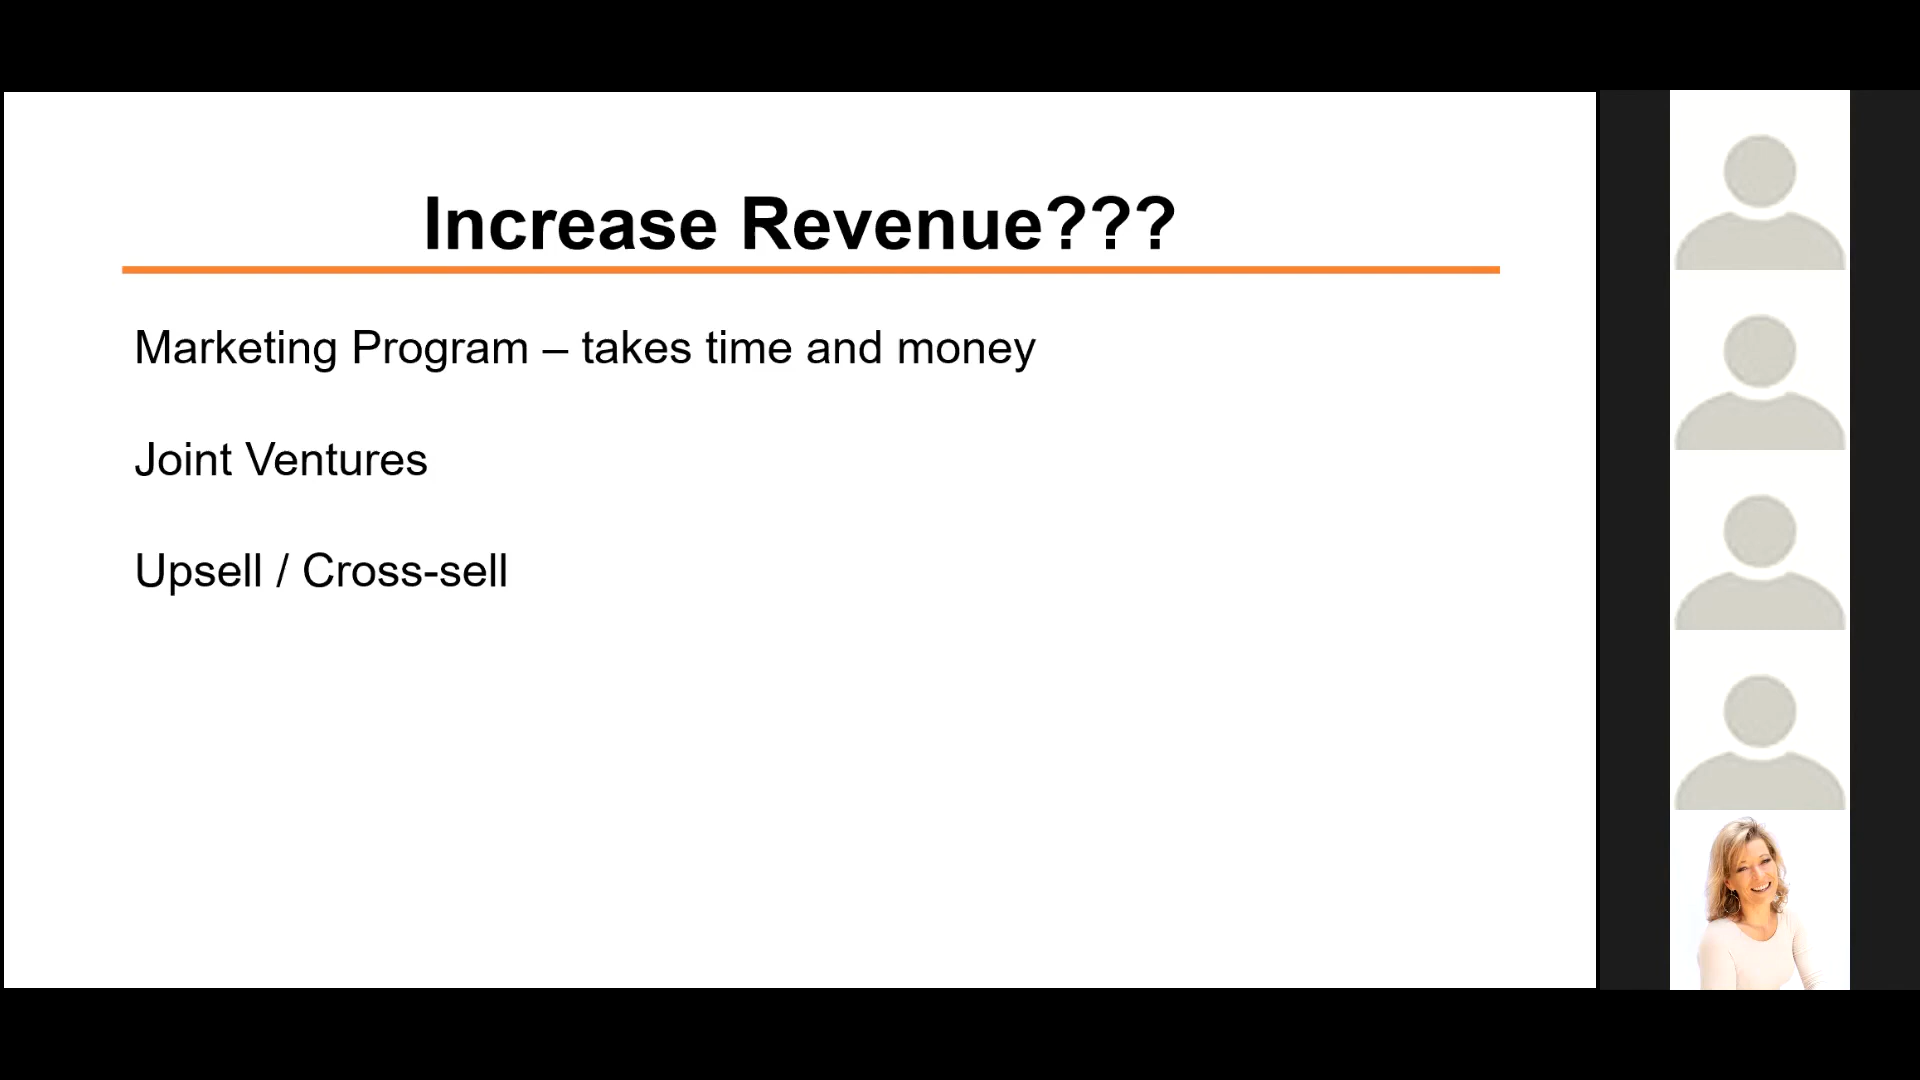 Increase Revenue???
Marketing Program – takes time and money
Joint Ventures
Upsell / Cross-sell